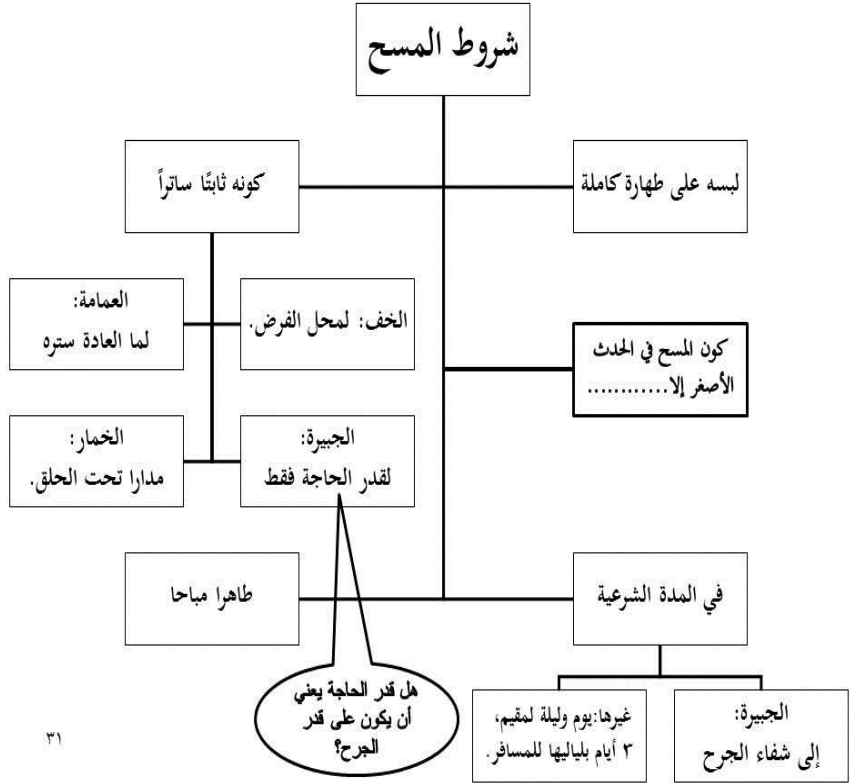 شروط المسح
لبسه على طهارة كاملة
كونه ثابتًا ساتراً
الخف: لمحل الفرض.
العمامة:
لما العادة ستره
كون المسح في الحدث
الأصغر إلا............
الجبيرة:
لقدر الحاجة فقط
الخمار:
مدارا تحت الحلق.
في المدة الشرعية
طاهرا مباحا
الجبيرة:
إلى شفاء الجرح
غيرها:يوم وليلة لمقيم،
٣ أيام بلياليها للمسافر.
هل قدر الحاجة يعني
أن يكون على قدر
الجرح؟
٣١